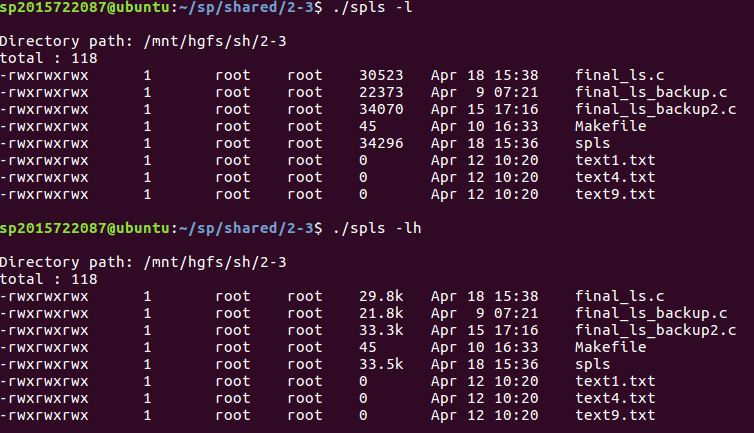 sp2015722087@ubuntu:~/sp/shared/2-3$ ./spls -l
Directory path: /mnt/hgfs/sh/2-3
total : 118
-rwxrwxrwx 1 root root 30523 Apr 18 15:38 final_ls.c
-rwxrwxrwx 1 root root 22373 Apr 9 07:21 final_ls_backup.c
-rwxrwxrwx 1 root root 34070 Apr 15 17:16 final_ls_backup2.c
-rwxrwxrwx 1 root root 45 Apr 10 16:33 Makefile
-rwxrwxrwx 1 root root 34296 Apr 18 15:36 spls
-rwxrwxrwx 1 root root 0 Apr 12 10:20 text1.txt
-rwxrwxrwx 1 root root 0 Apr 12 10:20 text4.txt
-rwxrwxrwx 1 root root 0 Apr 12 10:20 text9.txt
sp2015722087@ubuntu:~/sp/shared/2-3$ ./spls -lh
Directory path: /mnt/hgfs/sh/2-3
total : 118
-rwxrwxrwx 1 root root 29.8k Apr 18 15:38 final_ls.c
-rwxrwxrwx 1 root root 21.8k Apr 9 07:21 final_ls_backup.c
-rwxrwxrwx 1 root root 33.3k Apr 15 17:16 final_ls_backup2.c
-rwxrwxrwx 1 root root 45 Apr 10 16:33 Makefile
-rwxrwxrwx 1 root root 33.5k Apr 18 15:36 spls
-rwxrwxrwx 1 root root 0 Apr 12 10:20 text1.txt
-rwxrwxrwx 1 root root 0 Apr 12 10:20 text4.txt
-rwxrwxrwx 1 root root 0 Apr 12 10:20 text9.txt